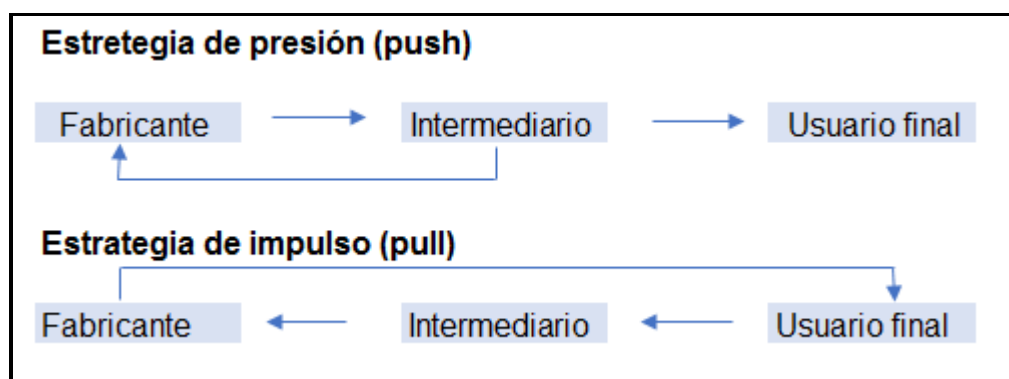 Estretegia de presión (push)
Fabricante Intermediario Usuario final
Estrategia de impulso (pull)
Fabricante Intermediario Usuario final